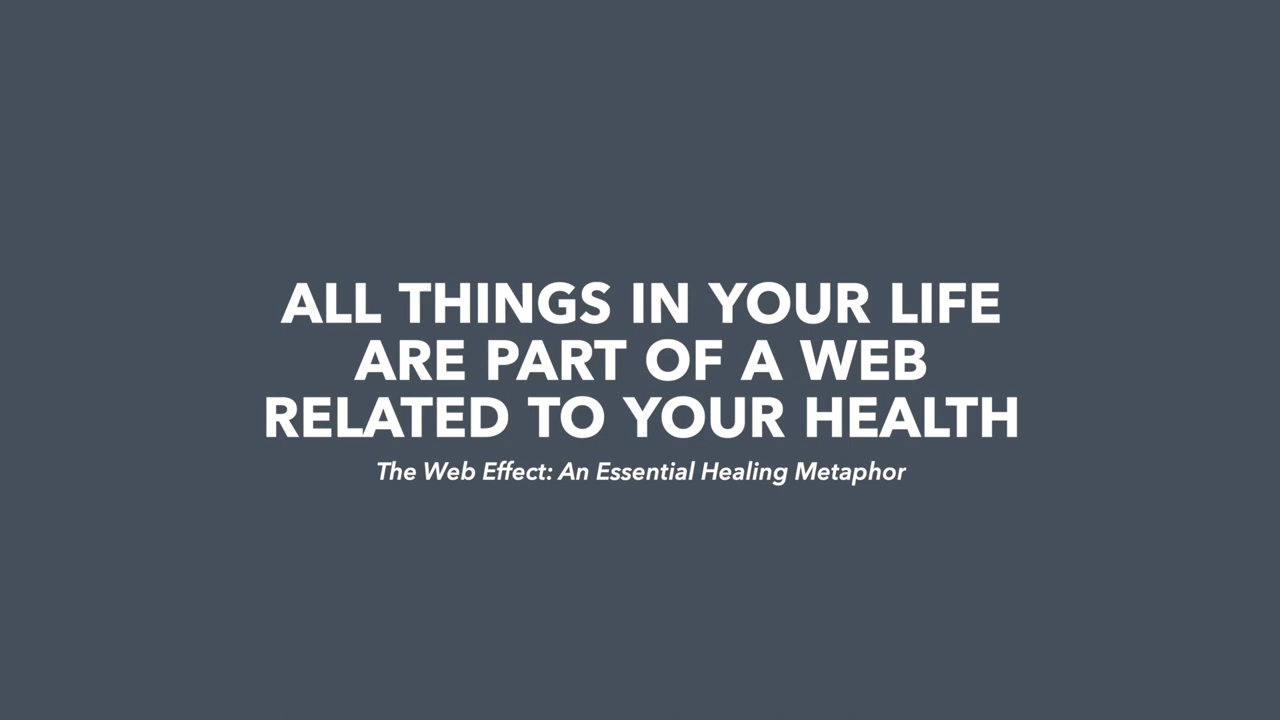 ALL THINGS IN YOUR LIFE
ARE PART OF A WEB
RELATED TO YOUR HEALTH
The Web Effect: An Essential Healing Metaphor